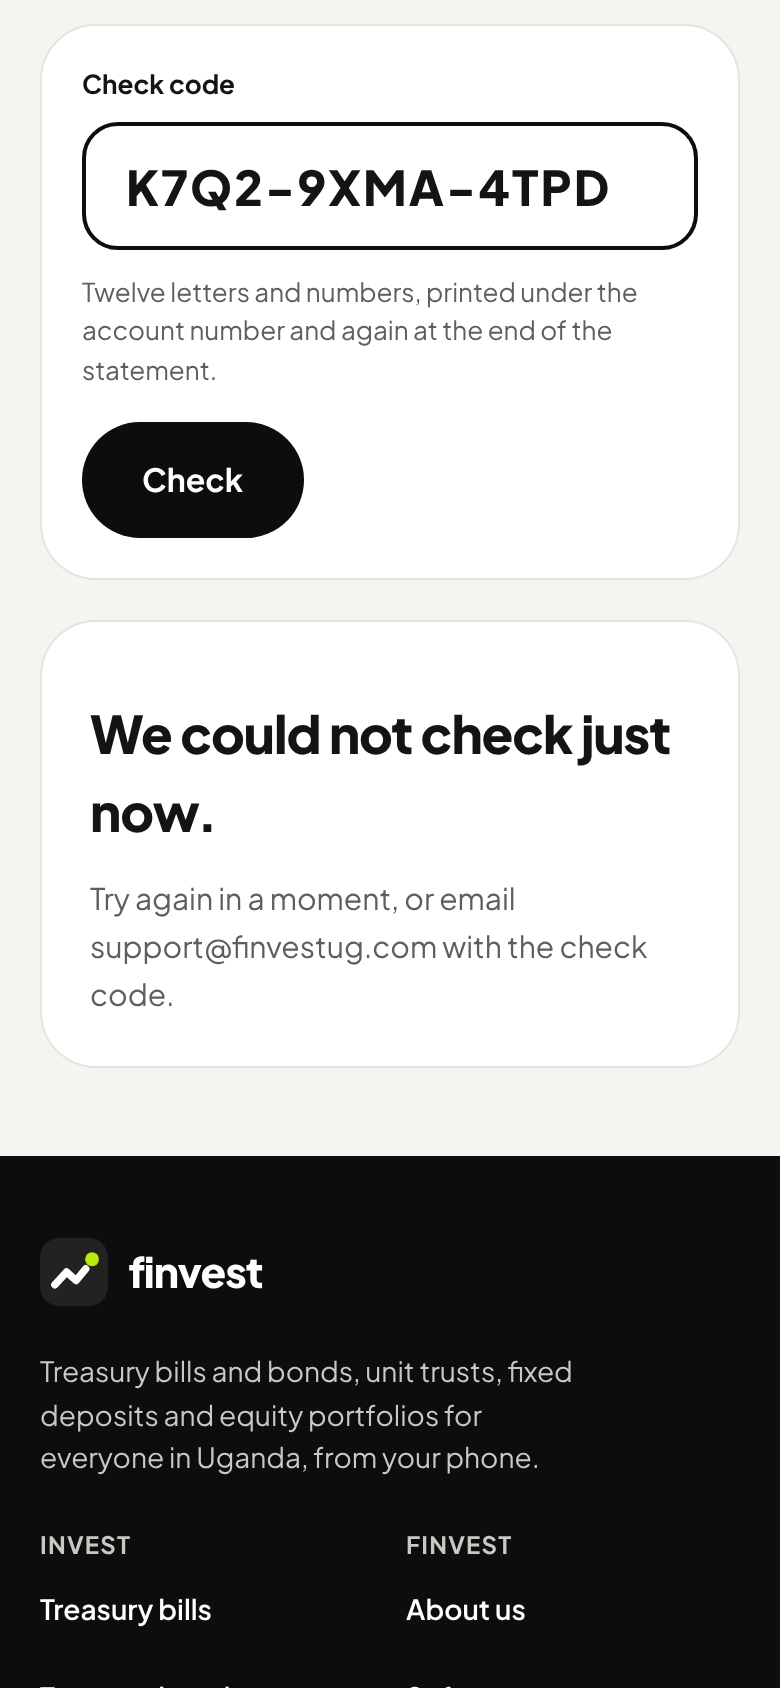 Check code
K7Q2-9XMA-4TPD
Twelve letters and numbers, printed under the
account number and again at the end of the
statement.
Check
We could not check just
now.
Try again in a moment, or email
support@finvestug.com with the check
code.
finvest
Treasury bills and bonds, unit trusts, fixed
deposits and equity portfolios for
everyone in Uganda, from your phone.
INVEST
FINVEST
Treasury bills
About us